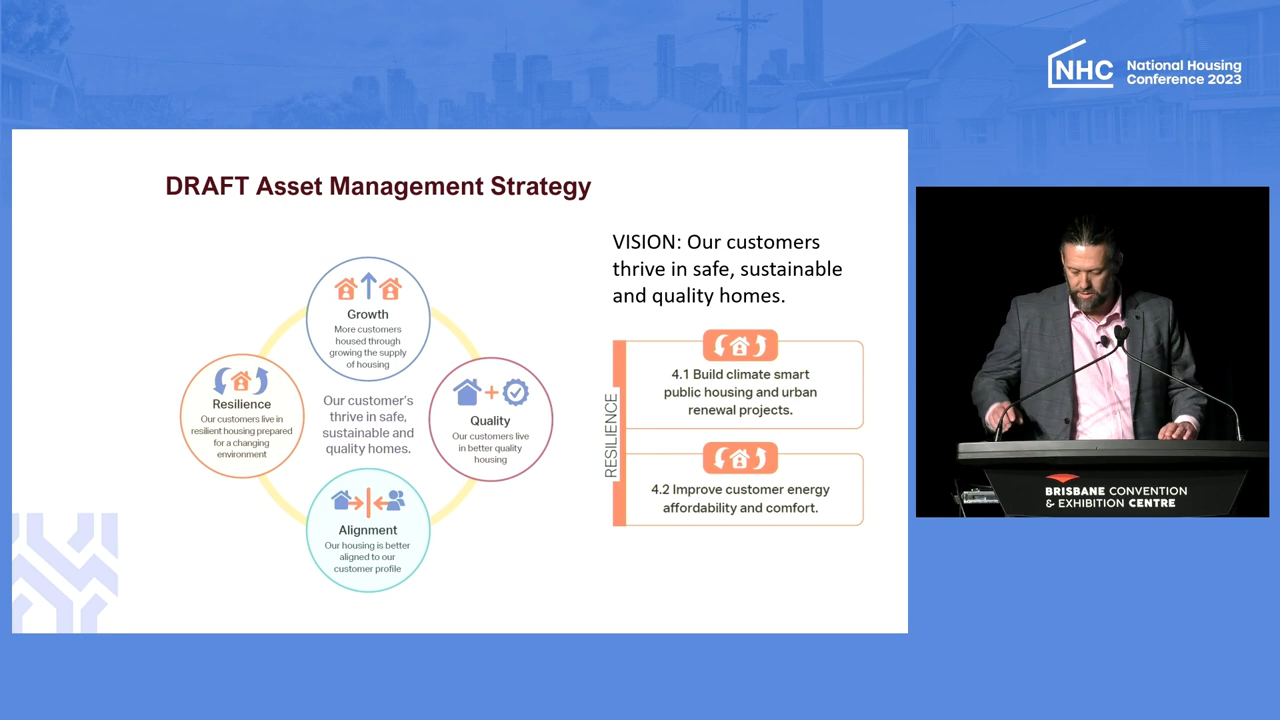 NHC
National Housing
Conference 2023
DRAFT Asset Management Strategy
VISION: Our customers
thrive in safe, sustainable
and quality homes.
Growth
More customers
housed through
growing the supply
of housing
Resilience
Our customers live in
resilient housing prepared
for a changing
environment
Our customer's
thrive in safe,
sustainable and
quality homes.
Quality
Our customers live
in better quality
housing
Alignment
Our housing is better
aligned to our
customer profile
RESILIENCE
4.1 Build climate smart
public housing and urban
renewal projects.
4.2 Improve customer energy
affordability and comfort.
BRISBANE CONVENTION
& EXHIBITION CENTRE